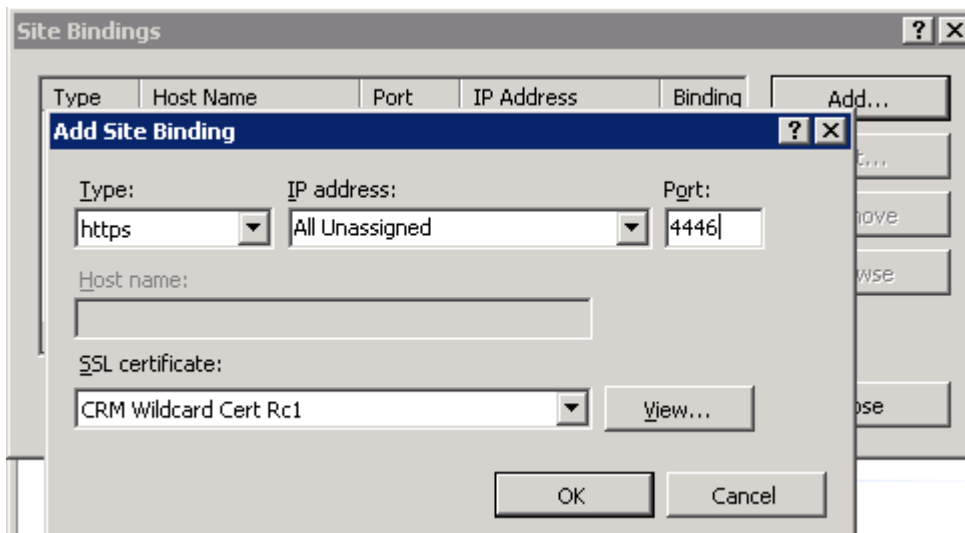 Site Bindings
Type Host Name Port IP Address Binding
Add...
Add Site Binding
Type: IP address: Port:
https All Unassigned 4446
Host name:
SSL certificate:
CRM Wildcard Cert Rc1 View...
OK Cancel